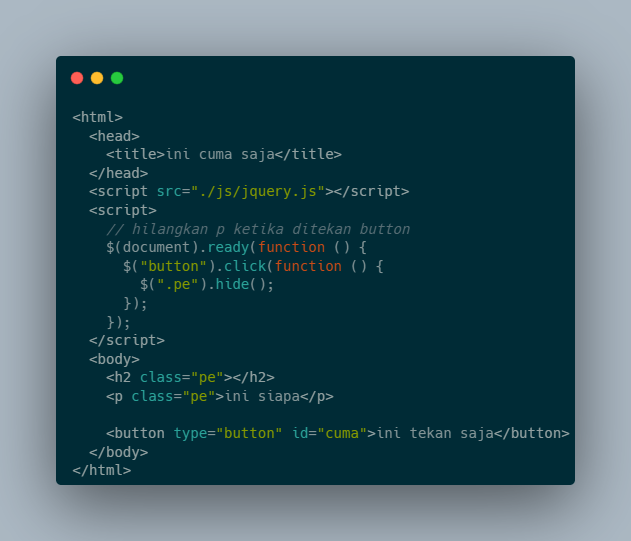 <html>
<head>
<title>ini cuma saja</title>
</head>
<script src="./js/jquery.js"></script>
<script>
// hilangkan p ketika ditekan button
$(document).ready(function () {
$("button").click(function () {
$(".pe").hide();
});
});
</script>
<body>
<h2 class="pe"></h2>
<p class="pe">ini siapa</p>
<button type="button" id="cuma">ini tekan saja</button>
</body>
</html>